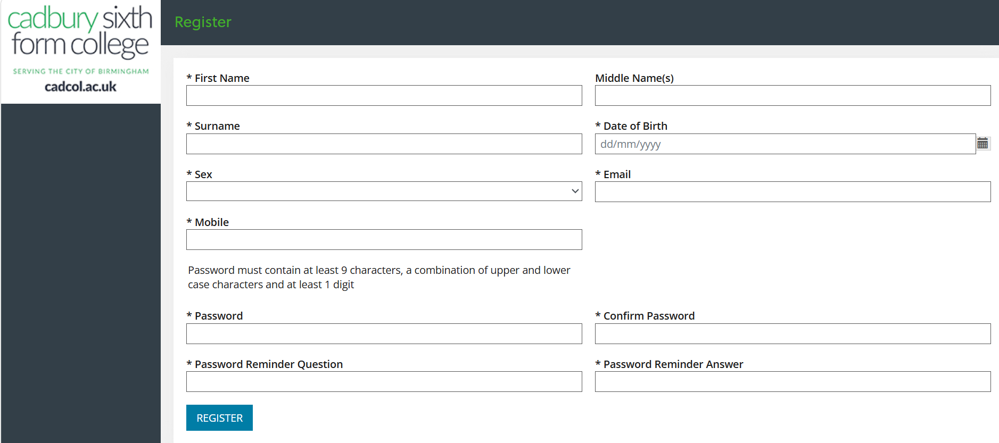 cadbury sixth
form college
SERVING THE CITY OF BIRMINGHAM
cadcol.ac.uk
Register
* First Name
Middle Name(s)
* Surname
* Date of Birth
dd/mm/yyyy
* Sex
* Email
* Mobile
Password must contain at least 9 characters, a combination of upper and lower
case characters and at least 1 digit
* Password
* Confirm Password
* Password Reminder Question
* Password Reminder Answer
REGISTER